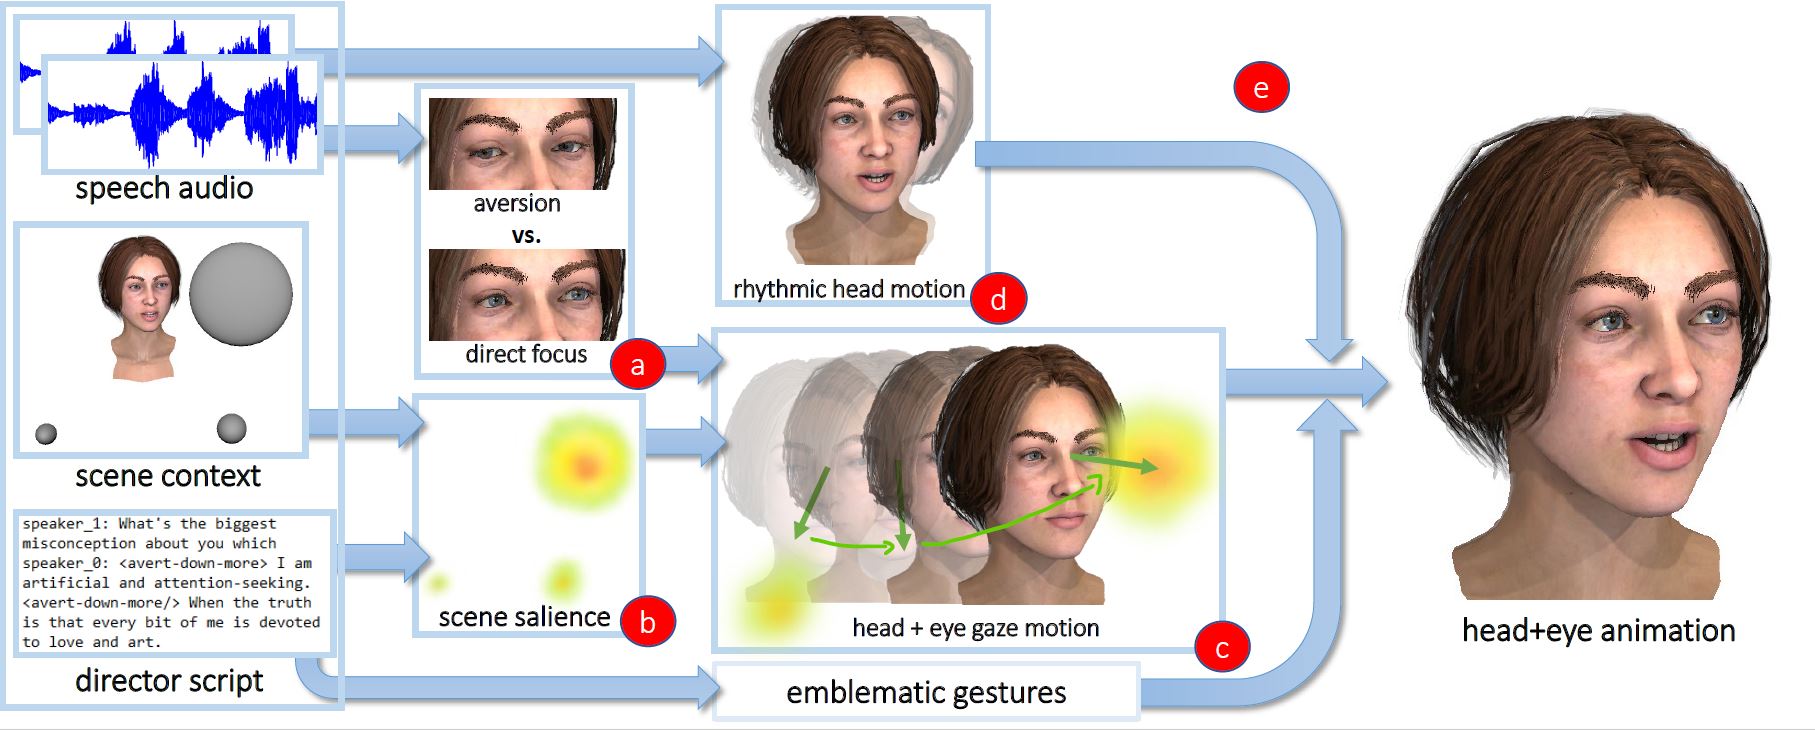 speech audio
scene context
speaker_1: What's the biggest
misconception about you which
speaker_0: <avert-down-more> I am
artificial and attention-seeking.
<avert-down-more/> When the truth
is that every bit of me is devoted
to love and art.
director script
aversion
vs.
direct focus
a
scene salience
b
rhythmic head motion
d
head + eye gaze motion
c
emblematic gestures
e
head+eye animation